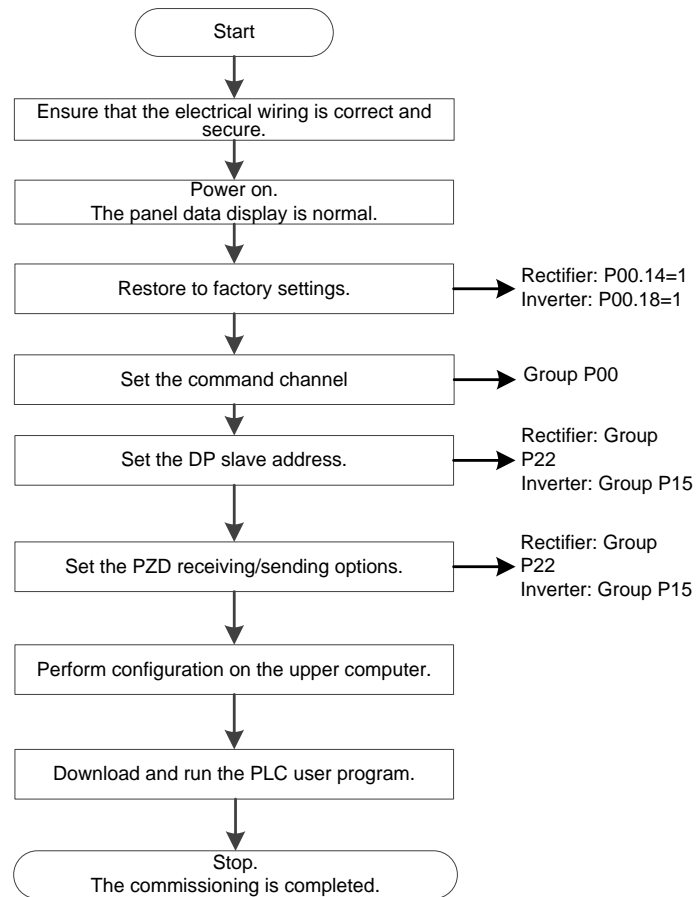 Start
Ensure that the electrical wiring is correct and
secure.
Power on.
The panel data display is normal.
Restore to factory settings.
Rectifier: P00.14=1
Inverter: P00.18=1
Set the command channel
Group P00
Set the DP slave address.
Rectifier: Group
P22
Inverter: Group P15
Set the PZD receiving/sending options.
Rectifier: Group
P22
Inverter: Group P15
Perform configuration on the upper computer.
Download and run the PLC user program.
Stop.
The commissioning is completed.